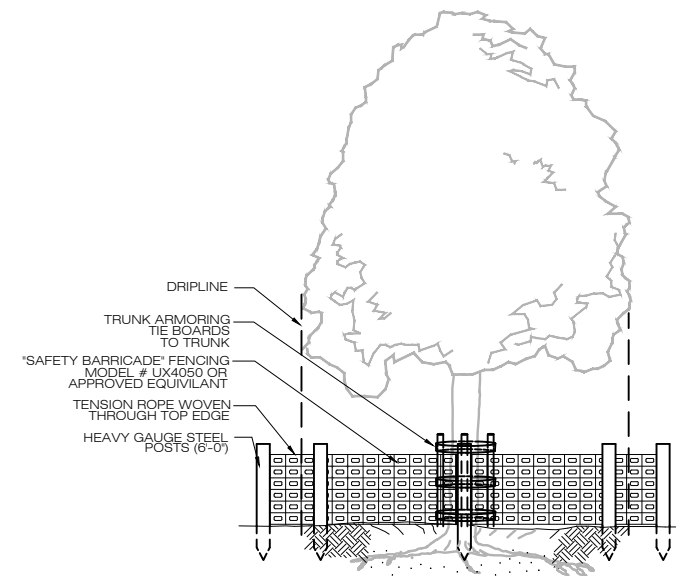 DRIPLINE
TRUNK ARMORING
TIE BOARDS
TO TRUNK
"SAFETY BARRICADE" FENCING
MODEL # UX4050 OR
APPROVED EQUIVILANT
TENSION ROPE WOVEN
THROUGH TOP EDGE
HEAVY GAUGE STEEL
POSTS (6'-0")